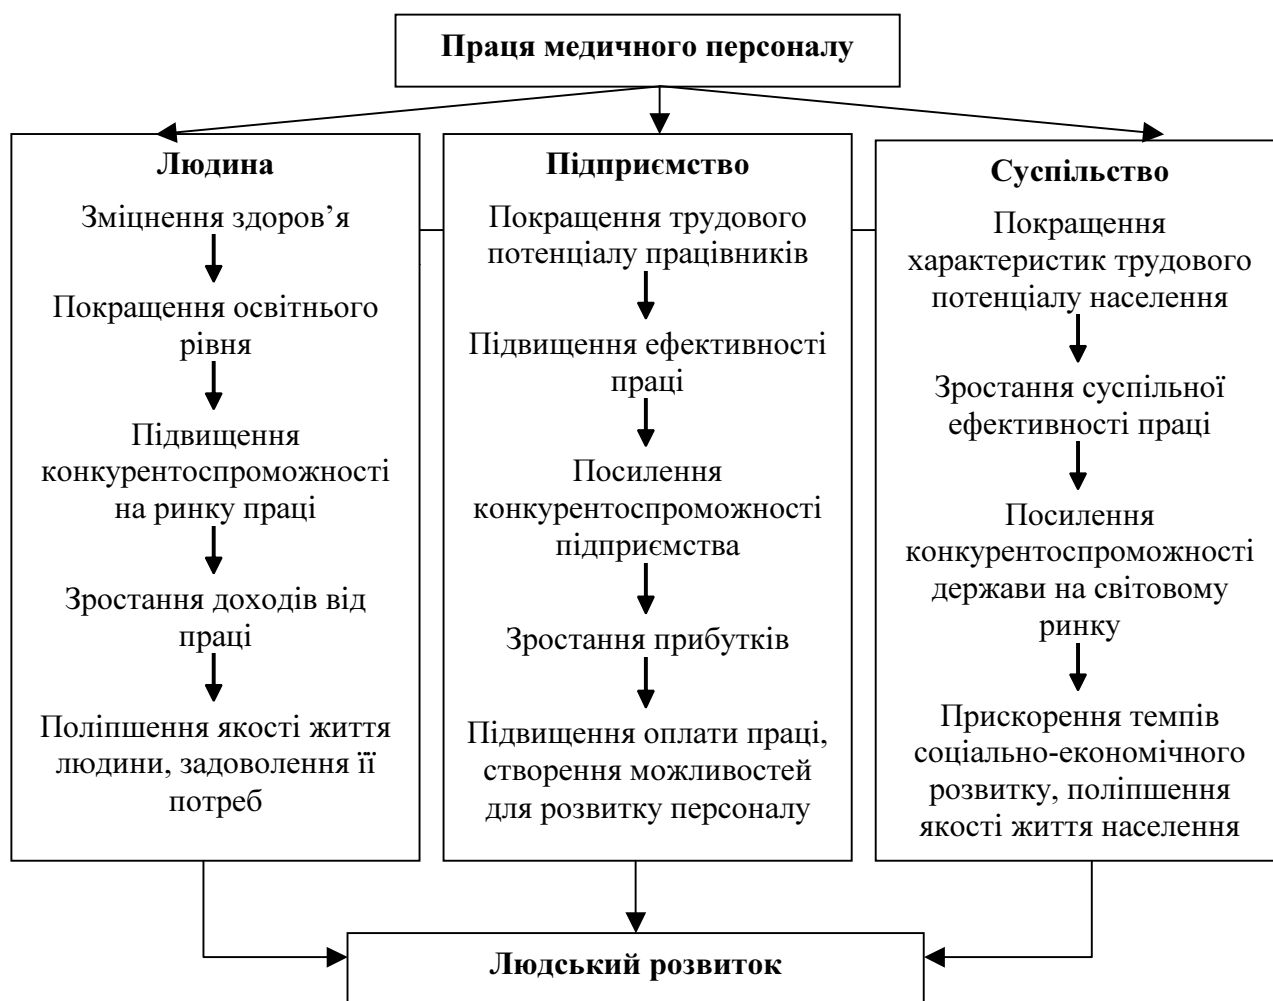 Праця медичного персоналу
Людина
Зміцнення здоров’я
Покращення освітнього
рівня
Підвищення
конкурентоспроможності
на ринку праці
Зростання доходів від
праці
Поліпшення якості життя
людини, задоволення її
потреб
Підприємство
Покращення трудового
потенціалу працівників
Підвищення ефективності
праці
Посилення
конкурентоспроможності
підприємства
Зростання прибутків
Підвищення оплати праці,
створення можливостей
для розвитку персоналу
Суспільство
Покращення
характеристик трудового
потенціалу населення
Зростання суспільної
ефективності праці
Посилення
конкурентоспроможності
держави на світовому
ринку
Прискорення темпів
соціально-економічного
розвитку, поліпшення
якості життя населення
Людський розвиток